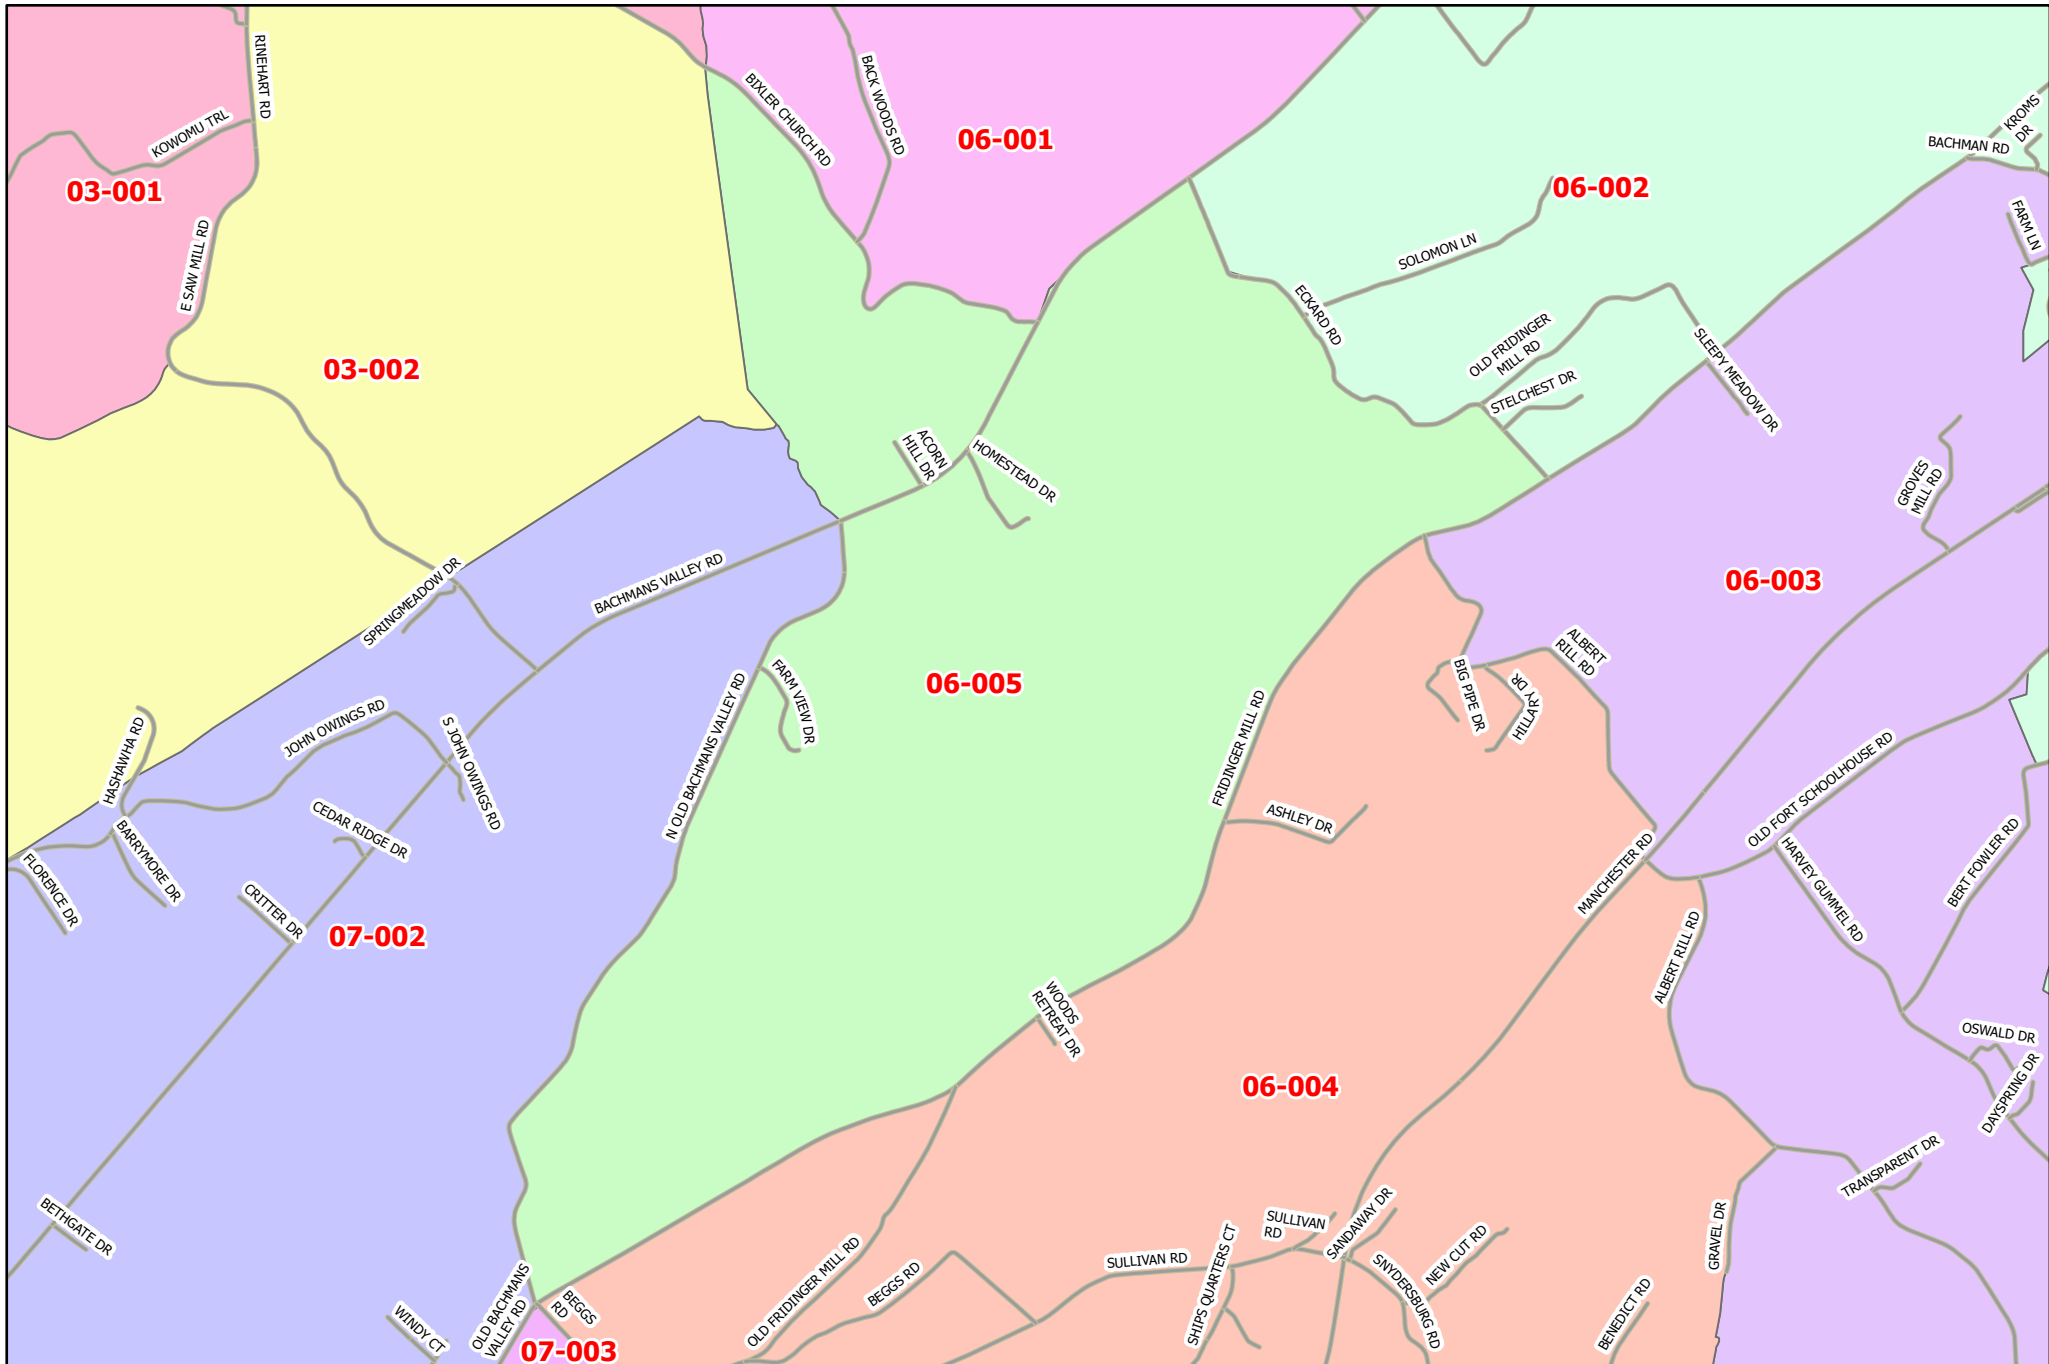 RINEHART RD
KOWOMU TRL
03-001
E SAW MILL RD
03-002
BIXLER CHURCH RD
BACK WOODS RD
06-001
06-002
BACHMAN RD
KROMS
DR
FARM LN
SOLOMON LN
ECKARD RD
OLD FRIDINGER
MILL RD
STELCHEST DR
SLEEPY MEADOW DR
ACORN
HILL DR
HOMESTEAD DR
GROVES
MILL RD
SPRINGMEADOW DR
BACHMANS VALLEY RD
06-003
ALBERT
RILL RD
BIG PIPE DR
HILLARY DR
06-005
FARM VIEW DR
N OLD BACHMANS VALLEY RD
FRIDINGER MILL RD
HASHAWHA RD
JOHN OWINGS RD
S JOHN OWINGS RD
CEDAR RIDGE DR
BARRYMORE DR
FLORENCE DR
CRITTER DR
07-002
ASHLEY DR
MANCHESTER RD
OLD FORT SCHOOLHOUSE RD
HARVEY GUMMEL RD
BERT FOWLER RD
ALBERT RILL RD
WOODS
RETREAT DR
OSWALD DR
DAYSPRING DR
06-004
TRANSPARENT DR
BETHGATE DR
SULLIVAN
RD
SANDAWAY DR
SULLIVAN RD
SHIPS QUARTERS CT
SNYDERSBURG RD
NEW CUT RD
GRAVEL DR
BENEDICT RD
OLD FRIDINGER MILL RD
BEGGS RD
WINDY CT
OLD BACHMANS
VALLEY RD
BEGGS
RD
07-003